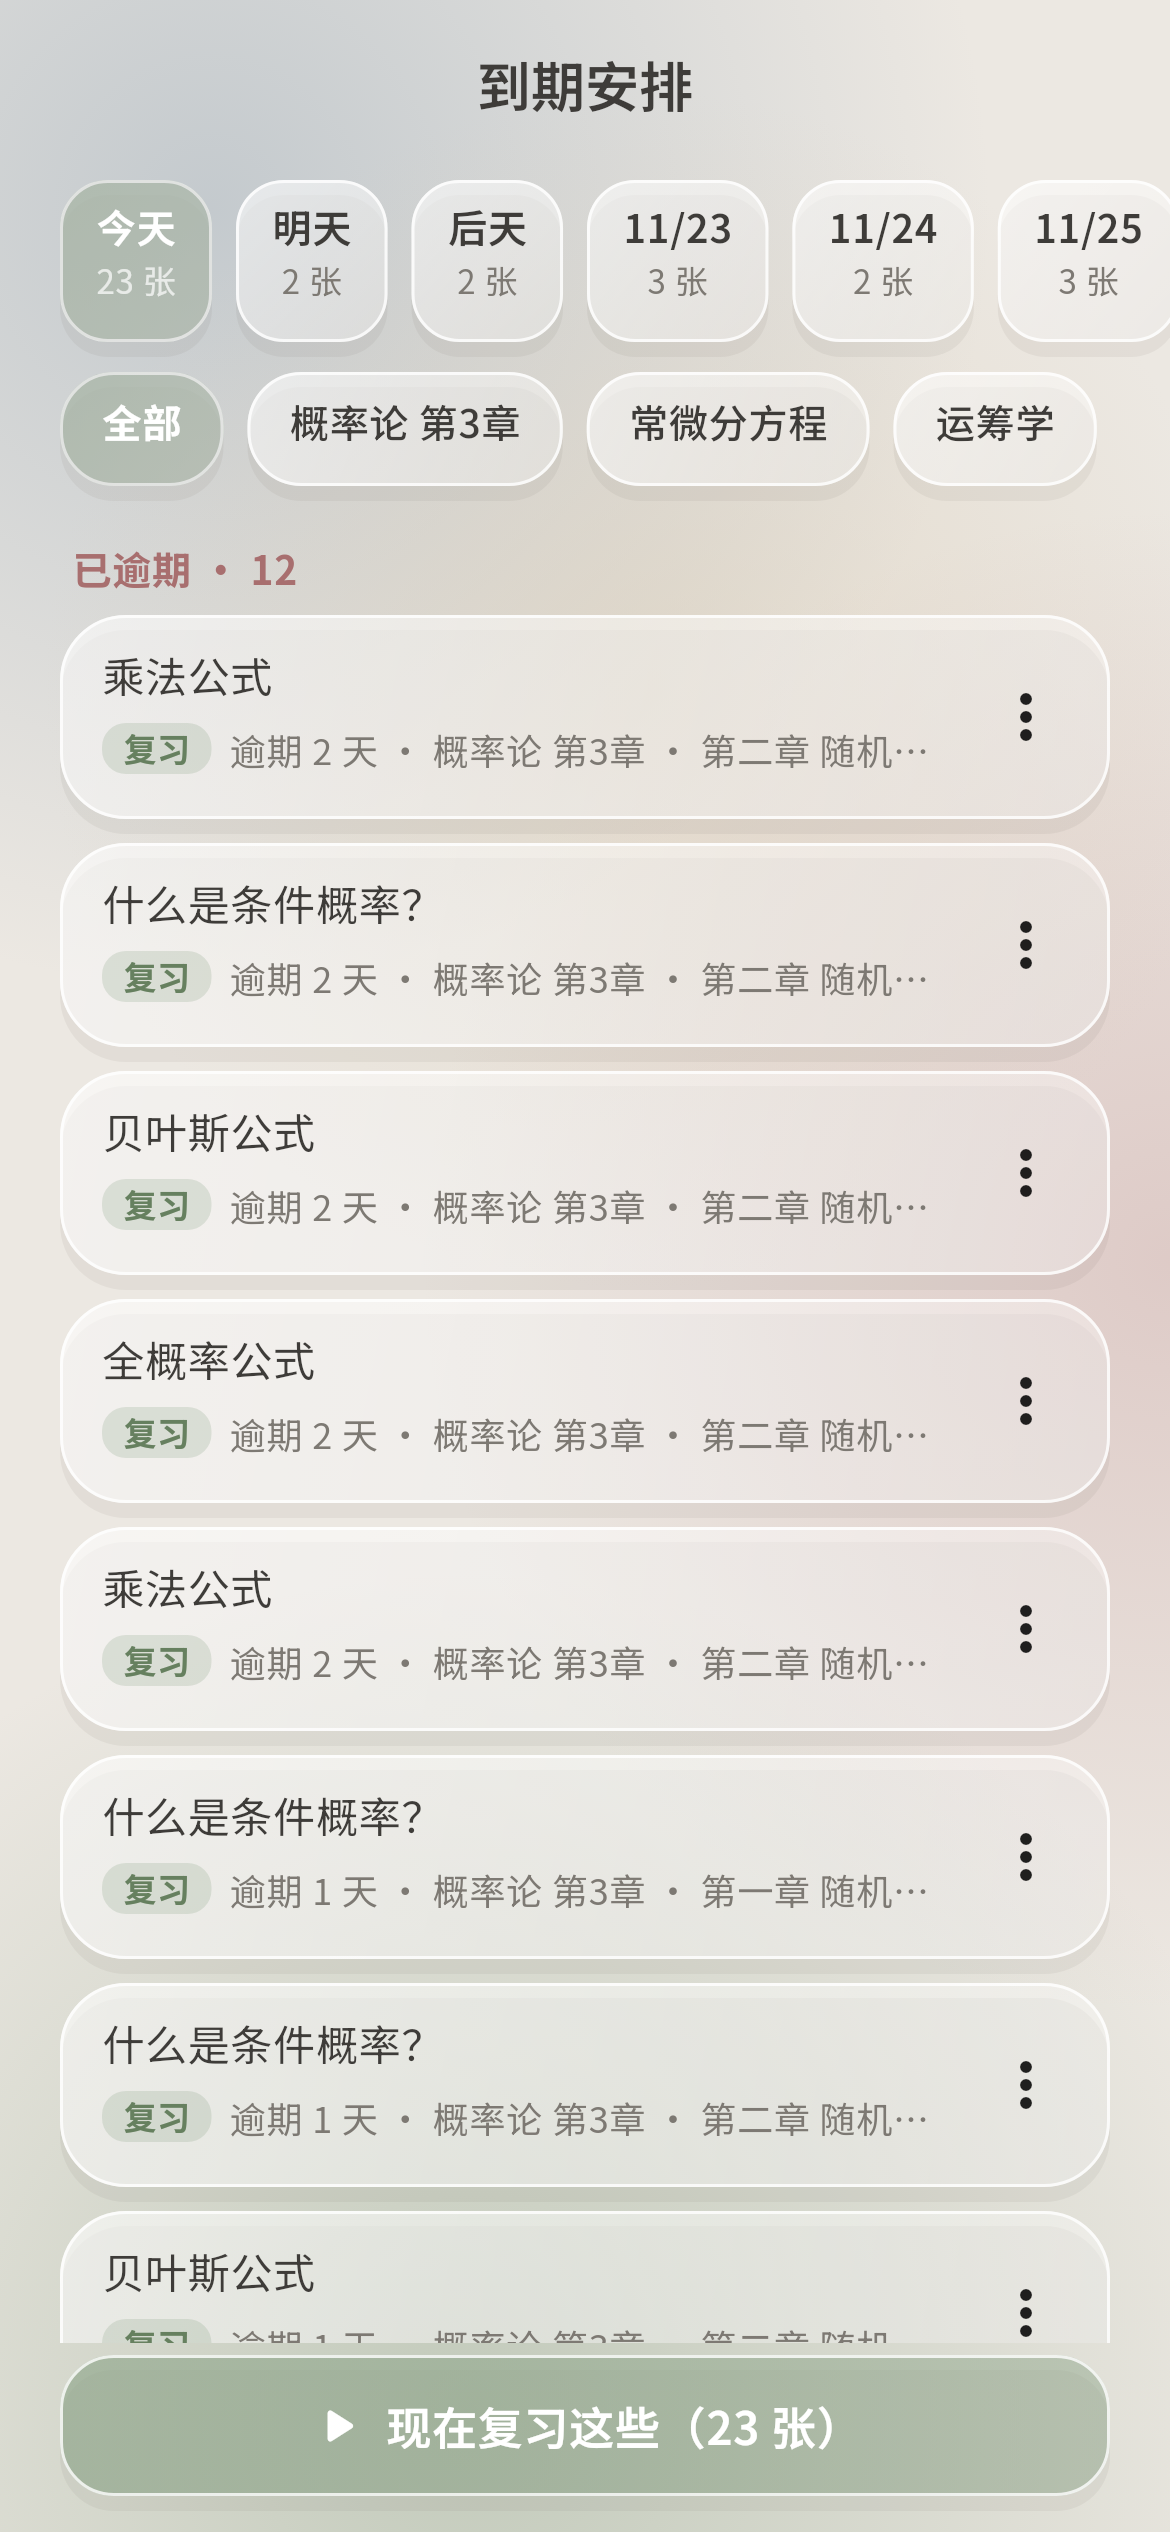 到期安排
今天 明天 后天 11/23 11/24 11/25
23 张 2 张 2 张 3 张 2 张 3 张
全部 概率论 第3章 常微分方程 运筹学
已逾期 · 12
乘法公式
复习 逾期 2 天 · 概率论 第3章 · 第二章 随机…
什么是条件概率？
复习 逾期 2 天 · 概率论 第3章 · 第二章 随机…
贝叶斯公式
复习 逾期 2 天 · 概率论 第3章 · 第二章 随机…
全概率公式
复习 逾期 2 天 · 概率论 第3章 · 第二章 随机…
乘法公式
复习 逾期 2 天 · 概率论 第3章 · 第二章 随机…
什么是条件概率？
复习 逾期 1 天 · 概率论 第3章 · 第一章 随机…
什么是条件概率？
复习 逾期 1 天 · 概率论 第3章 · 第二章 随机…
贝叶斯公式
现在复习这些（23 张）